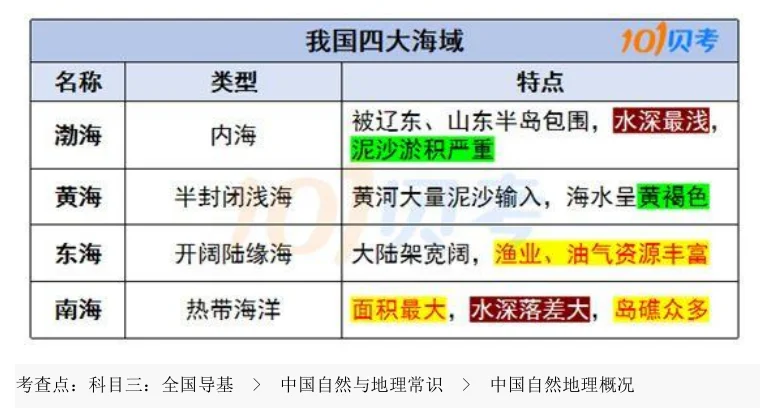 我国四大海域 101贝考
名称 类型 特点
渤海 内海 被辽东、山东半岛包围，水深最浅，
泥沙淤积严重
黄海 半封闭浅海 黄河大量泥沙输入，海水呈黄褐色
101贝考
东海 开阔陆缘海 大陆架宽阔，渔业、油气资源丰富
南海 热带海洋 面积最大，水深落差大，岛礁众多
考查点：科目三：全国导基 > 中国自然与地理常识 > 中国自然地理概况